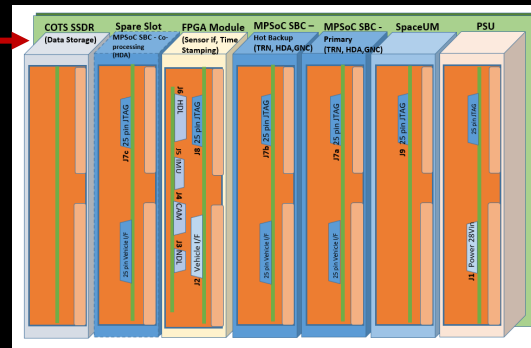 COTS SSDR
(Data Storage)
Spare Slot
MPSoC SBC - Co-
processing
(HDA)
FPGA Module
(Sensor if, Time
Stamping)
MPSoC SBC –
Hot Backup
(TRN, HDA,GNC)
MPSoC SBC -
Primary
(TRN, HDA,GNC)
SpaceUM
PSU
25 pin JTAG
J7c
25 pin Vehicle I/F
J6
HDL
J5
IMU
J4
CAM
J3
NDL
25 pin JTAG
J8
Vehicle I/F
J2
25 pin JTAG
J7b
25 pin Vehicle I/F
25 pin JTAG
J7a
25 pin Vehicle I/F
25 pin JTAG
J9
25 pin JTAG
Power 28Vin
J1